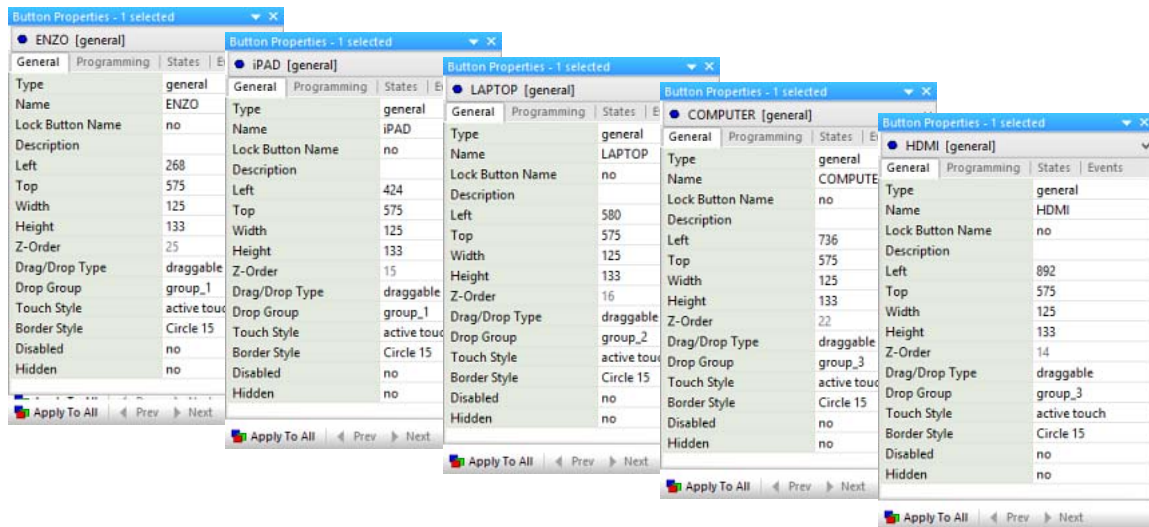 Button Properties - 1 selected
ENZO [general]
General Programming States
Type general
Name ENZO
Lock Button Name no
Description
Left 268
Top 575
Width 125
Height 133
Z-Order 25
Drag/Drop Type draggable
Drop Group group_1
Touch Style active
Border Style Circle 15
Disabled no
Hidden no
Apply To All Prev Next
Button Properties - 1 selected
iPAD [general]
General Programming States
Type general
Name iPAD
Lock Button Name no
Description
Left 424
Top 575
Width 125
Height 133
Z-Order 15
Drag/Drop Type draggable
Drop Group group_1
Touch Style active
Border Style Circle 15
Disabled no
Hidden no
Apply To All Prev Next
Button Properties - 1 selected
LAPTOP [general]
General Programming States
Type general
Name LAPTOP
Lock Button Name no
Description
Left 580
Top 575
Width 125
Height 133
Z-Order 16
Drag/Drop Type draggable
Drop Group group_2
Touch Style active
Border Style Circle 15
Disabled no
Hidden no
Apply To All Prev Next
Button Properties - 1 selected
COMPUTER [general]
General Programming States
Type general
Name COMPUTE
Lock Button Name no
Description
Left 736
Top 575
Width 125
Height 133
Z-Order 22
Drag/Drop Type draggable
Drop Group group_3
Touch Style active
Border Style Circle 15
Disabled no
Hidden no
Apply To All Prev Next
Button Properties - 1 selected
HDMI [general]
General Programming States Events
Type general
Name HDMI
Lock Button Name no
Description
Left 892
Top 575
Width 125
Height 133
Z-Order 14
Drag/Drop Type draggable
Drop Group group_3
Touch Style active touch
Border Style Circle 15
Disabled no
Hidden no
Apply To All Prev Next